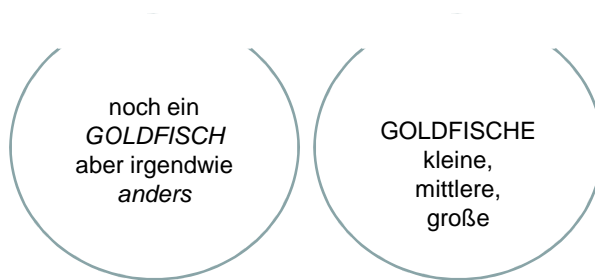 noch ein
GOLDFISCH
aber irgendwie
anders
GOLDFISCHE
kleine,
mittlere,
große